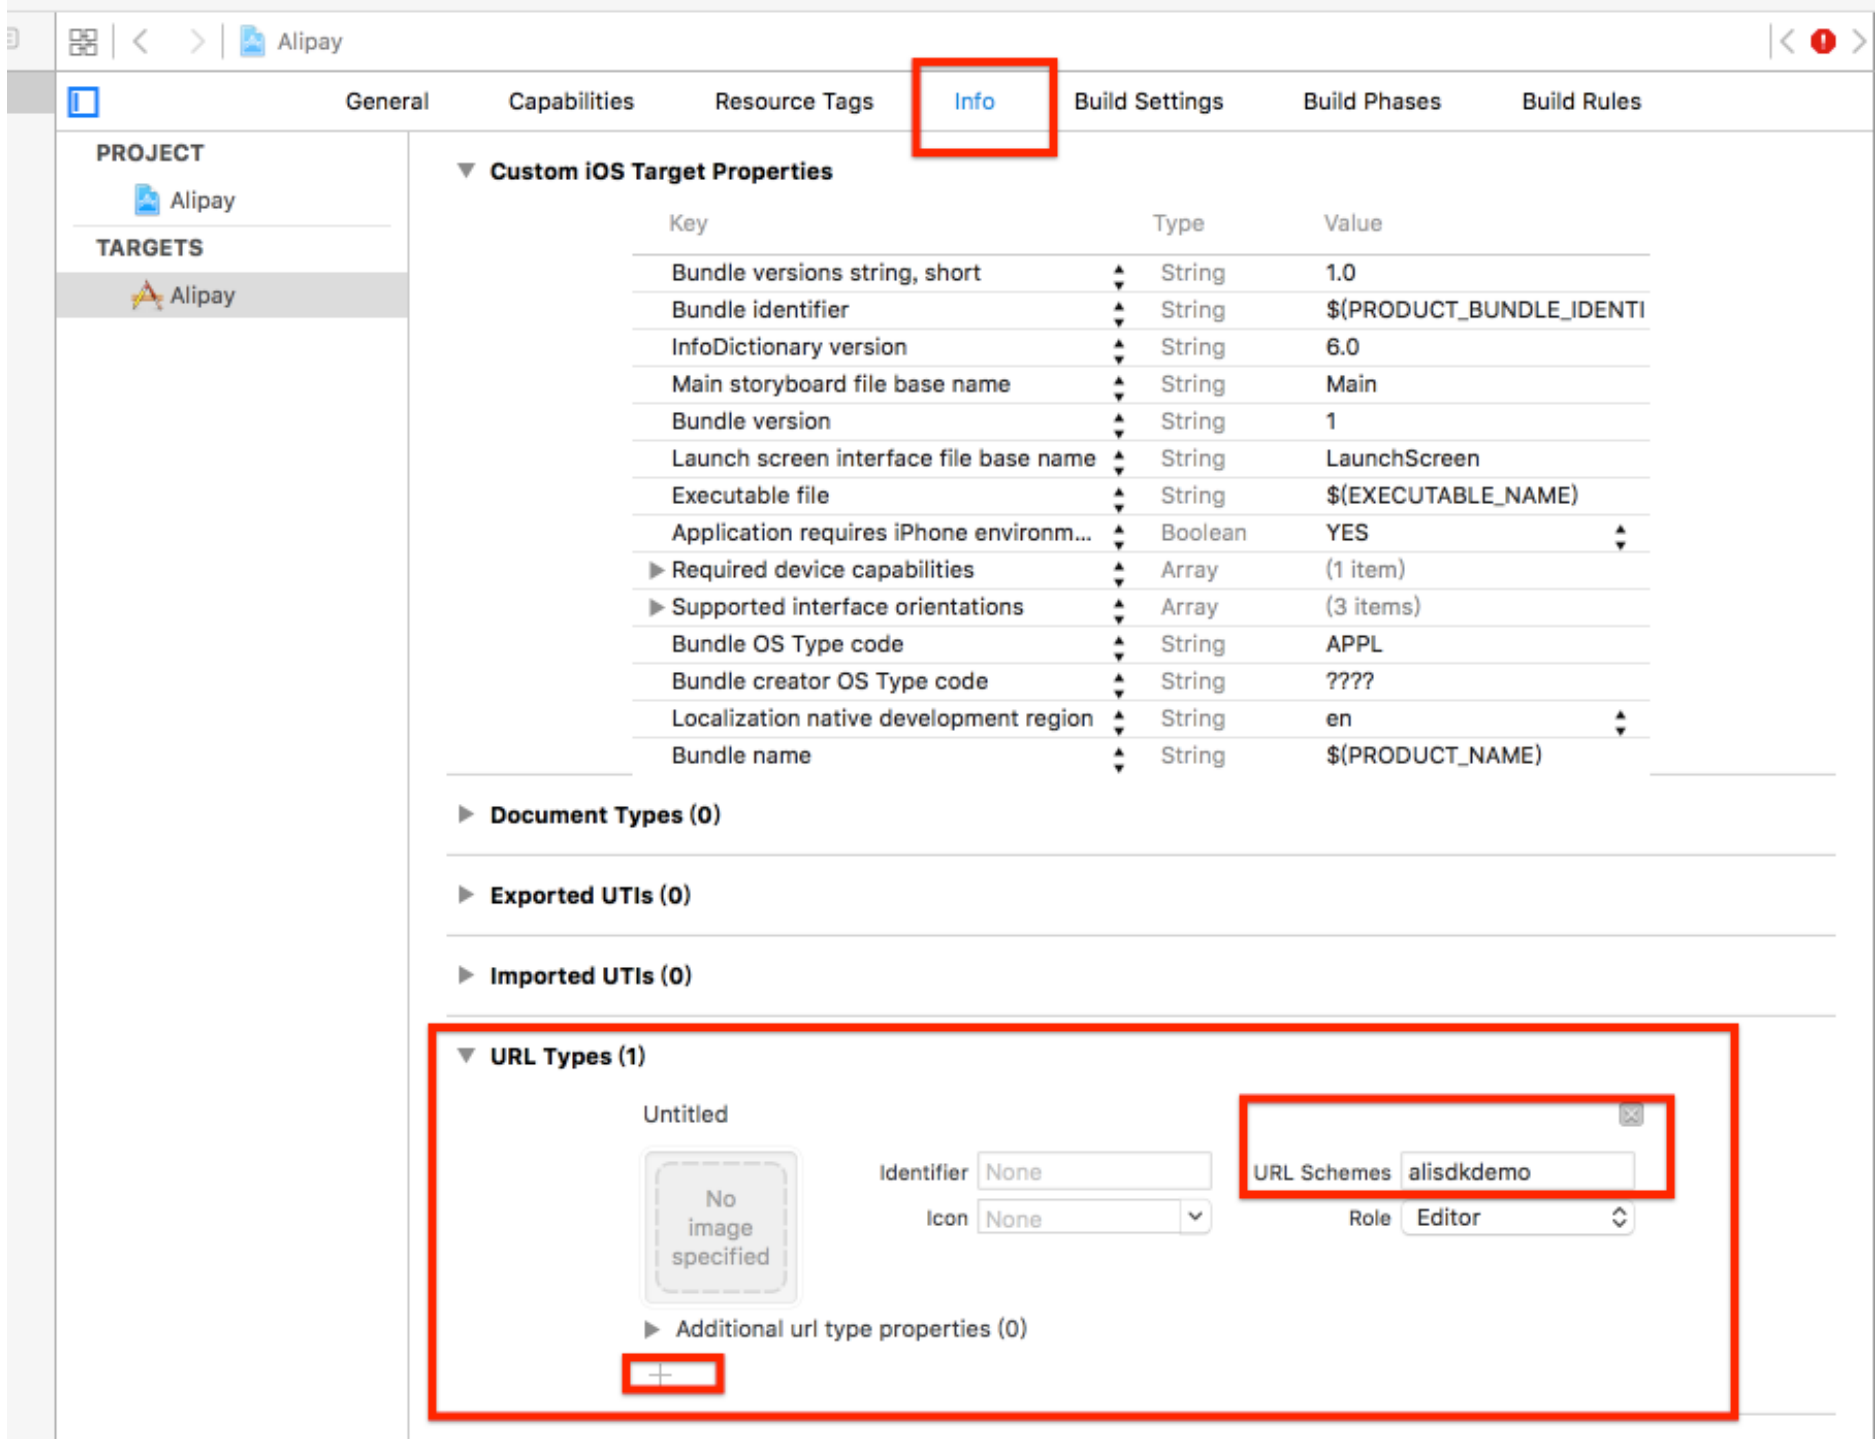 Alipay
General Capabilities Resource Tags Info Build Settings Build Phases Build Rules
PROJECT
Alipay
TARGETS
Alipay
Custom iOS Target Properties
Key Type Value
Bundle versions string, short String 1.0
Bundle identifier String $(PRODUCT_BUNDLE_IDENTI
InfoDictionary version String 6.0
Main storyboard file base name String Main
Bundle version String 1
Launch screen interface file base name String LaunchScreen
Executable file String $(EXECUTABLE_NAME)
Application requires iPhone environm... Boolean YES
Required device capabilities Array (1 item)
Supported interface orientations Array (3 items)
Bundle OS Type code String APPL
Bundle creator OS Type code String ????
Localization native development region String en
Bundle name String $(PRODUCT_NAME)
Document Types (0)
Exported UTIs (0)
Imported UTIs (0)
URL Types (1)
Untitled
No
image
specified
Identifier None
Icon None
URL Schemes alisdkdemo
Role Editor
Additional url type properties (0)